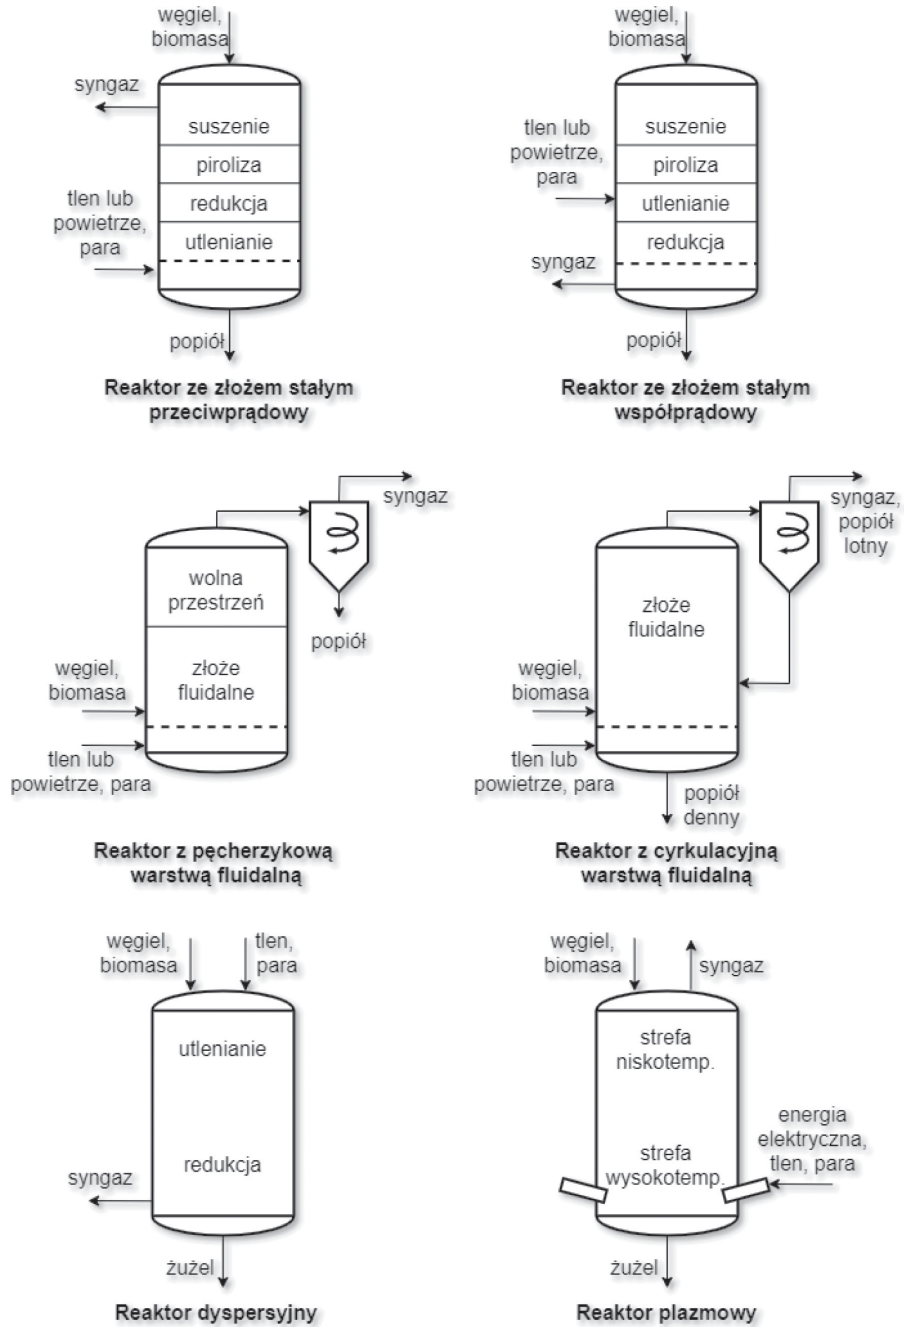 węgiel,
biomasa
syngaz
suszenie
piroliza
redukcja
utlenianie
tlen lub
powietrze,
para
popiół
Reaktor ze złożem stałym
przeciwprądowy
węgiel,
biomasa
tlen lub
powietrze,
para
suszenie
piroliza
utlenianie
redukcja
syngaz
popiół
Reaktor ze złożem stałym
współprądowy
syngaz
wolna
przestrzeń
popiół
złoże
fluidalne
węgiel,
biomasa
tlen lub
powietrze, para
Reaktor z pęcherzykową
warstwą fluidalną
syngaz,
popiół
lotny
złoże
fluidalne
węgiel,
biomasa
tlen lub
powietrze, para
popiół
denny
Reaktor z cyrkulacyjną
warstwą fluidalną
węgiel,
biomasa
tlen,
para
utlenianie
redukcja
syngaz
żużel
Reaktor dyspersyjny
węgiel,
biomasa
syngaz
strefa
niskotemp.
strefa
wysokotemp.
energia
elektryczna,
tlen, para
żużel
Reaktor plazmowy